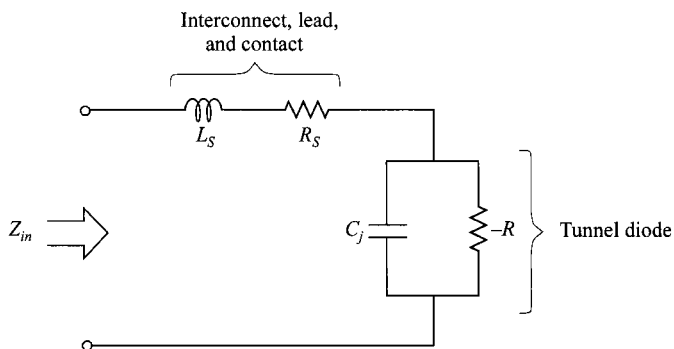 Interconnect, lead,
and contact
L_S
R_S
Z_in
C_j
–R
Tunnel diode